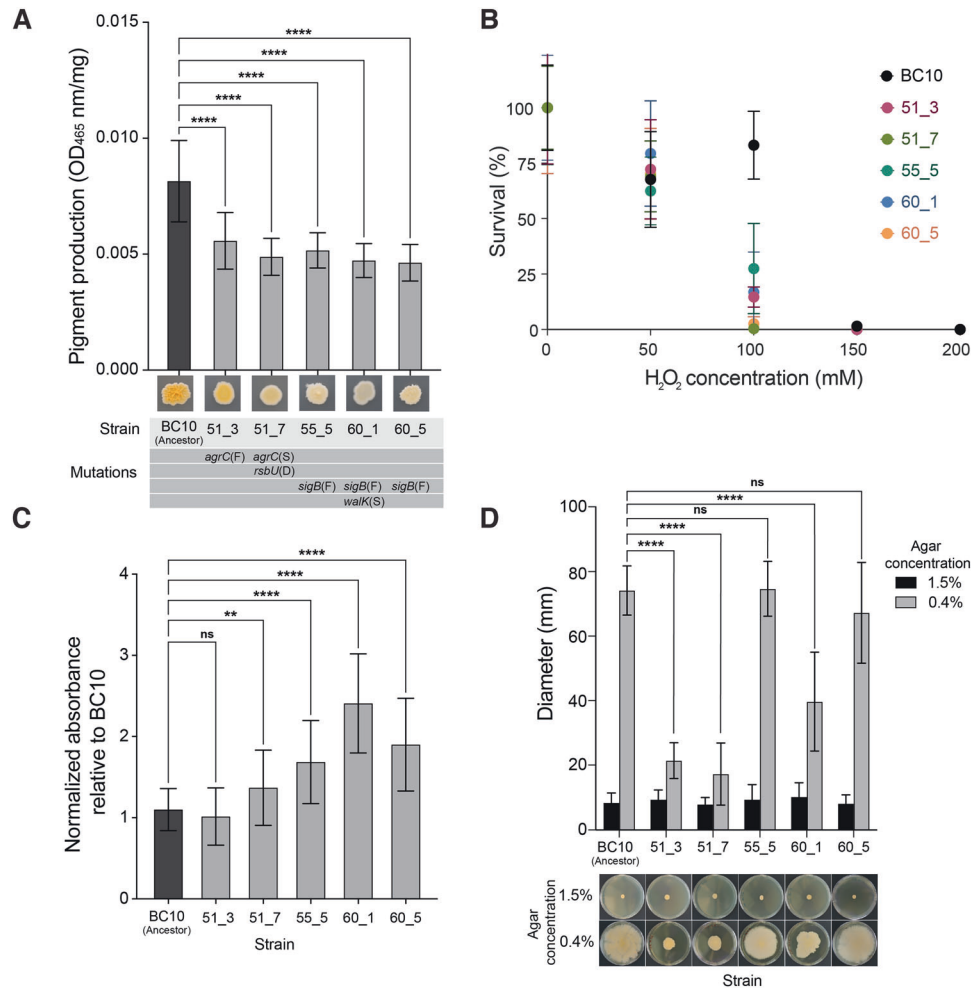 A
Pigment production (OD465 nm/mg)
0.015
0.010
0.005
0.000
****
****
****
****
****
Strain
BC10 51_3 51_7 55_5 60_1 60_5
(Ancestor)
Mutations
agrC(F) agrC(S)
rsbU(D)
sigB(F) sigB(F) sigB(F)
walK(S)
B
Survival (%)
100
75
50
25
0
0 50 100 150 200
H2O2 concentration (mM)
BC10
51_3
51_7
55_5
60_1
60_5
C
Normalized absorbance
relative to BC10
4
3
2
1
0
****
****
****
**
ns
BC10 51_3 51_7 55_5 60_1 60_5
(Ancestor)
Strain
D
Diameter (mm)
100
80
60
40
20
0
ns
****
ns
****
****
Agar
concentration
1.5%
0.4%
BC10 51_3 51_7 55_5 60_1 60_5
(Ancestor)
Agar
concentration
1.5%
0.4%
Strain